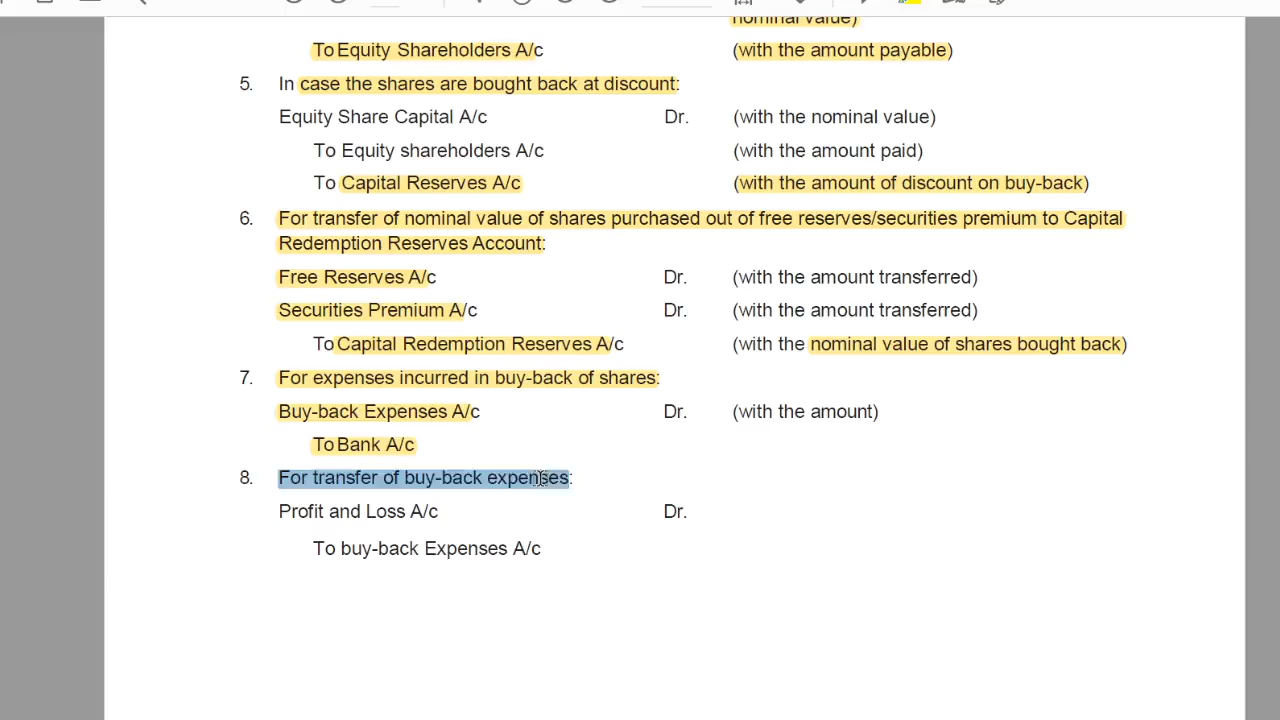 nominal value)
To Equity Shareholders A/c (with the amount payable)
5. In case the shares are bought back at discount:
Equity Share Capital A/c Dr. (with the nominal value)
To Equity shareholders A/c (with the amount paid)
To Capital Reserves A/c (with the amount of discount on buy-back)
6. For transfer of nominal value of shares purchased out of free reserves/securities premium to Capital
Redemption Reserves Account:
Free Reserves A/c Dr. (with the amount transferred)
Securities Premium A/c Dr. (with the amount transferred)
To Capital Redemption Reserves A/c (with the nominal value of shares bought back)
7. For expenses incurred in buy-back of shares:
Buy-back Expenses A/c Dr. (with the amount)
To Bank A/c
8. For transfer of buy-back expenses:
Profit and Loss A/c Dr.
To buy-back Expenses A/c